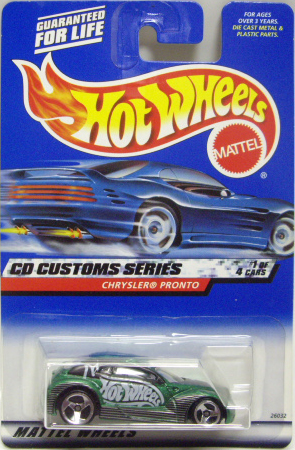 GUARANTEED
FOR LIFE
FOR AGES
OVER 3 YEARS.
DIE CAST METAL &
PLASTIC PARTS.
HOT WHEELS
MATTEL
®
CD CUSTOMS SERIES
1 OF
4 CARS
CHRYSLER® PRONTO
HOT WHEELS
26032
MATTEL WHEELS